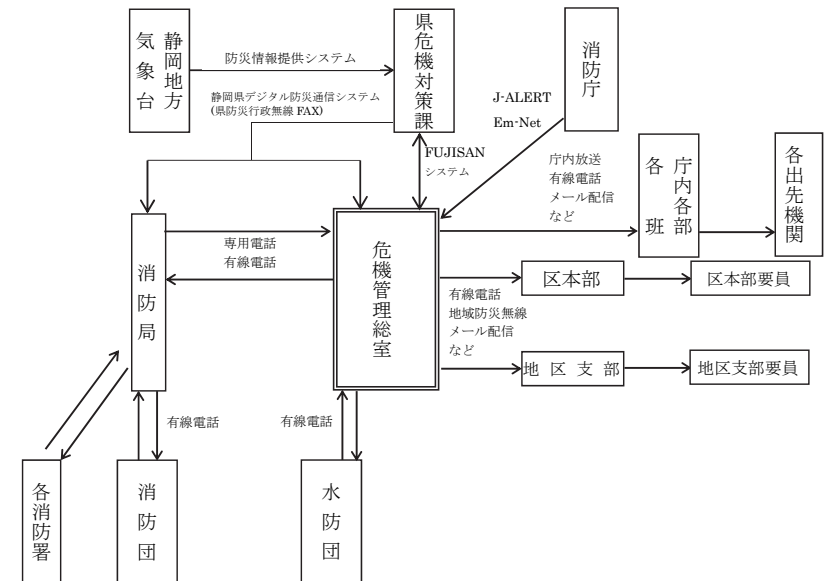 静岡地方
気象台
防災情報提供システム
静岡県デジタル防災通信システム
(県防災行政無線 FAX)
県危機対策課
消防庁
J-ALERT
Em-Net
FUJISAN
システム
庁内放送
有線電話
メール配信
など
庁内各部
各班
各出先機関
消防局
専用電話
有線電話
危機管理総室
有線電話
地域防災無線
メール配信
など
区本部
区本部要員
地区支部
地区支部要員
有線電話
有線電話
各消防署
消防団
水防団